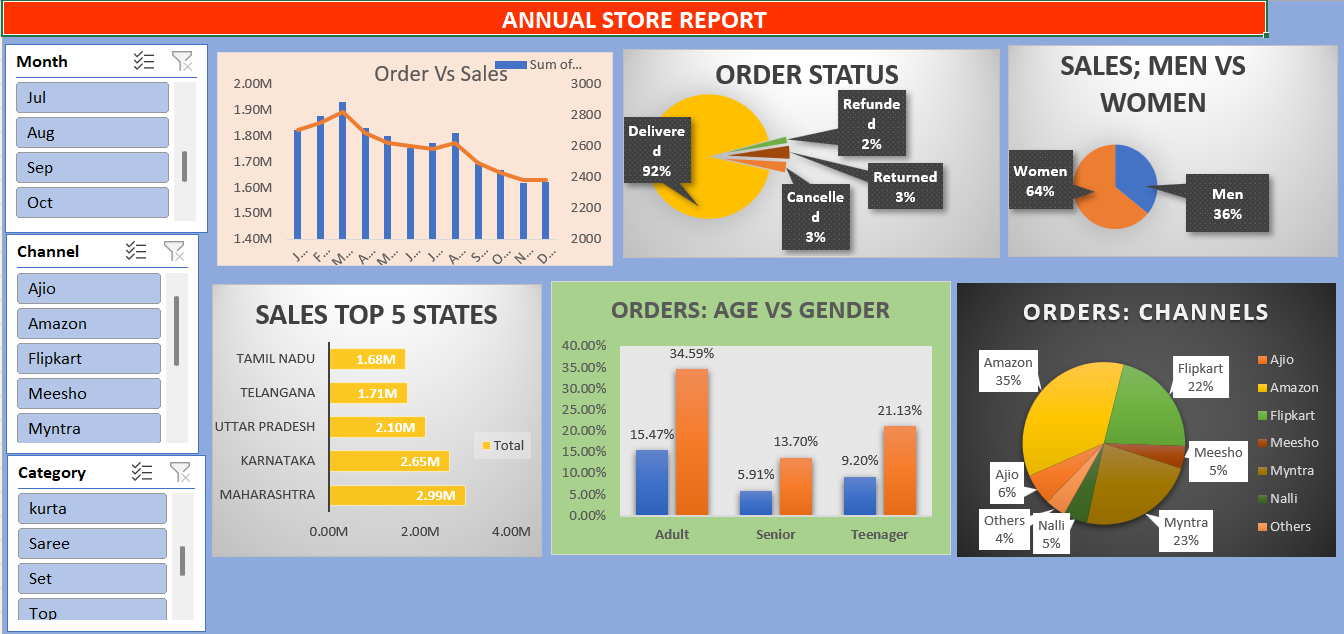 ANNUAL STORE REPORT
Month
Jul
Aug
Sep
Oct
Channel
Ajio
Amazon
Flipkart
Meesho
Myntra
Category
kurta
Saree
Set
Top
Order Vs Sales
Sum of...
2.00M
1.90M
1.80M
1.70M
1.60M
1.50M
1.40M
3000
2800
2600
2400
2200
2000
J...
F...
M...
A...
M...
J...
J...
A...
S...
O...
N...
D...
ORDER STATUS
Delivere
d
92%
Refunde
d
2%
Returned
3%
Cancelle
d
3%
SALES; MEN VS
WOMEN
Women
64%
Men
36%
SALES TOP 5 STATES
TAMIL NADU
1.68M
TELANGANA
1.71M
UTTAR PRADESH
2.10M
KARNATAKA
2.65M
MAHARASHTRA
2.99M
0.00M
2.00M
4.00M
Total
ORDERS: AGE VS GENDER
40.00%
35.00%
30.00%
25.00%
20.00%
15.00%
10.00%
5.00%
0.00%
15.47%
34.59%
5.91%
13.70%
9.20%
21.13%
Adult
Senior
Teenager
ORDERS: CHANNELS
Amazon
35%
Flipkart
22%
Meesho
5%
Myntra
23%
Nalli
5%
Others
4%
Ajio
6%
Ajio
Amazon
Flipkart
Meesho
Myntra
Nalli
Others